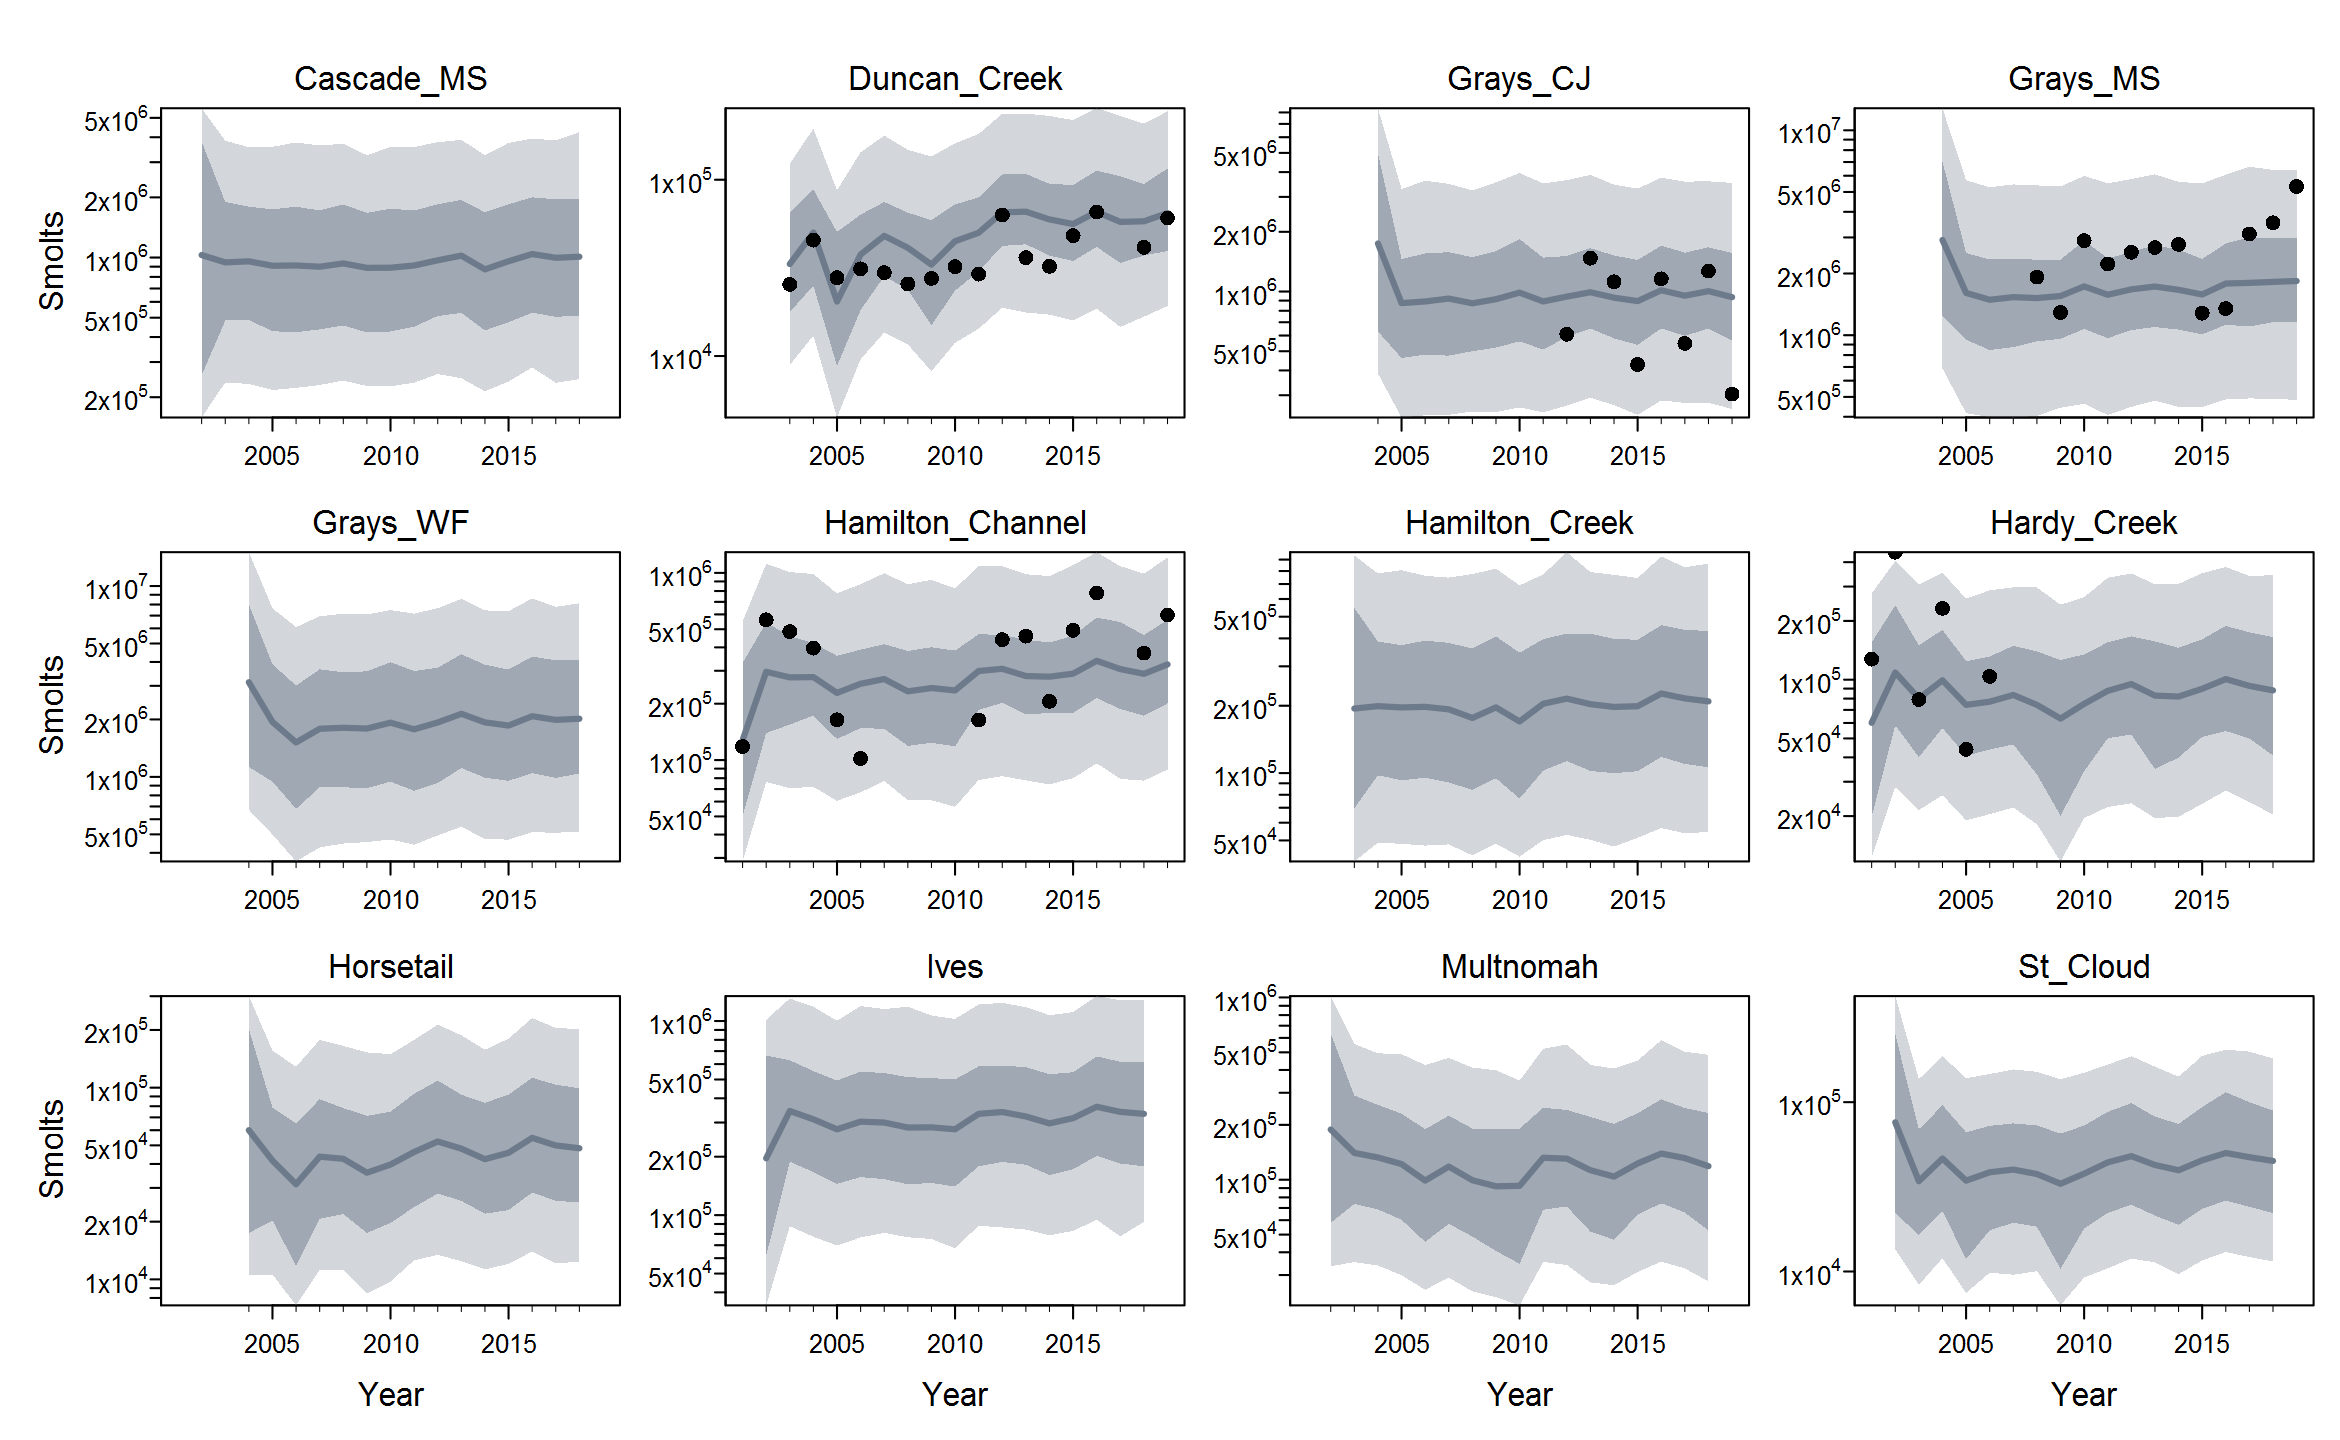 Cascade_MS Duncan_Creek Grays_CJ Grays_MS
Smolts
5x10^6
2x10^6
1x10^6
5x10^5
2x10^5
2005 2010 2015
1x10^5
1x10^4
2005 2010 2015
5x10^6
2x10^6
1x10^6
5x10^5
2005 2010 2015
1x10^7
5x10^6
2x10^6
1x10^6
5x10^5
2005 2010 2015
Grays_WF Hamilton_Channel Hamilton_Creek Hardy_Creek
Smolts
1x10^7
5x10^6
2x10^6
1x10^6
5x10^5
2005 2010 2015
1x10^6
5x10^5
2x10^5
1x10^5
5x10^4
2005 2010 2015
5x10^5
2x10^5
1x10^5
5x10^4
2005 2010 2015
2x10^5
1x10^5
5x10^4
2x10^4
2005 2010 2015
Horsetail Ives Multnomah St_Cloud
Smolts
2x10^5
1x10^5
5x10^4
2x10^4
1x10^4
2005 2010 2015
1x10^6
5x10^5
2x10^5
1x10^5
5x10^4
2005 2010 2015
1x10^6
5x10^5
2x10^5
1x10^5
5x10^4
2005 2010 2015
1x10^5
1x10^4
2005 2010 2015
Year Year Year Year